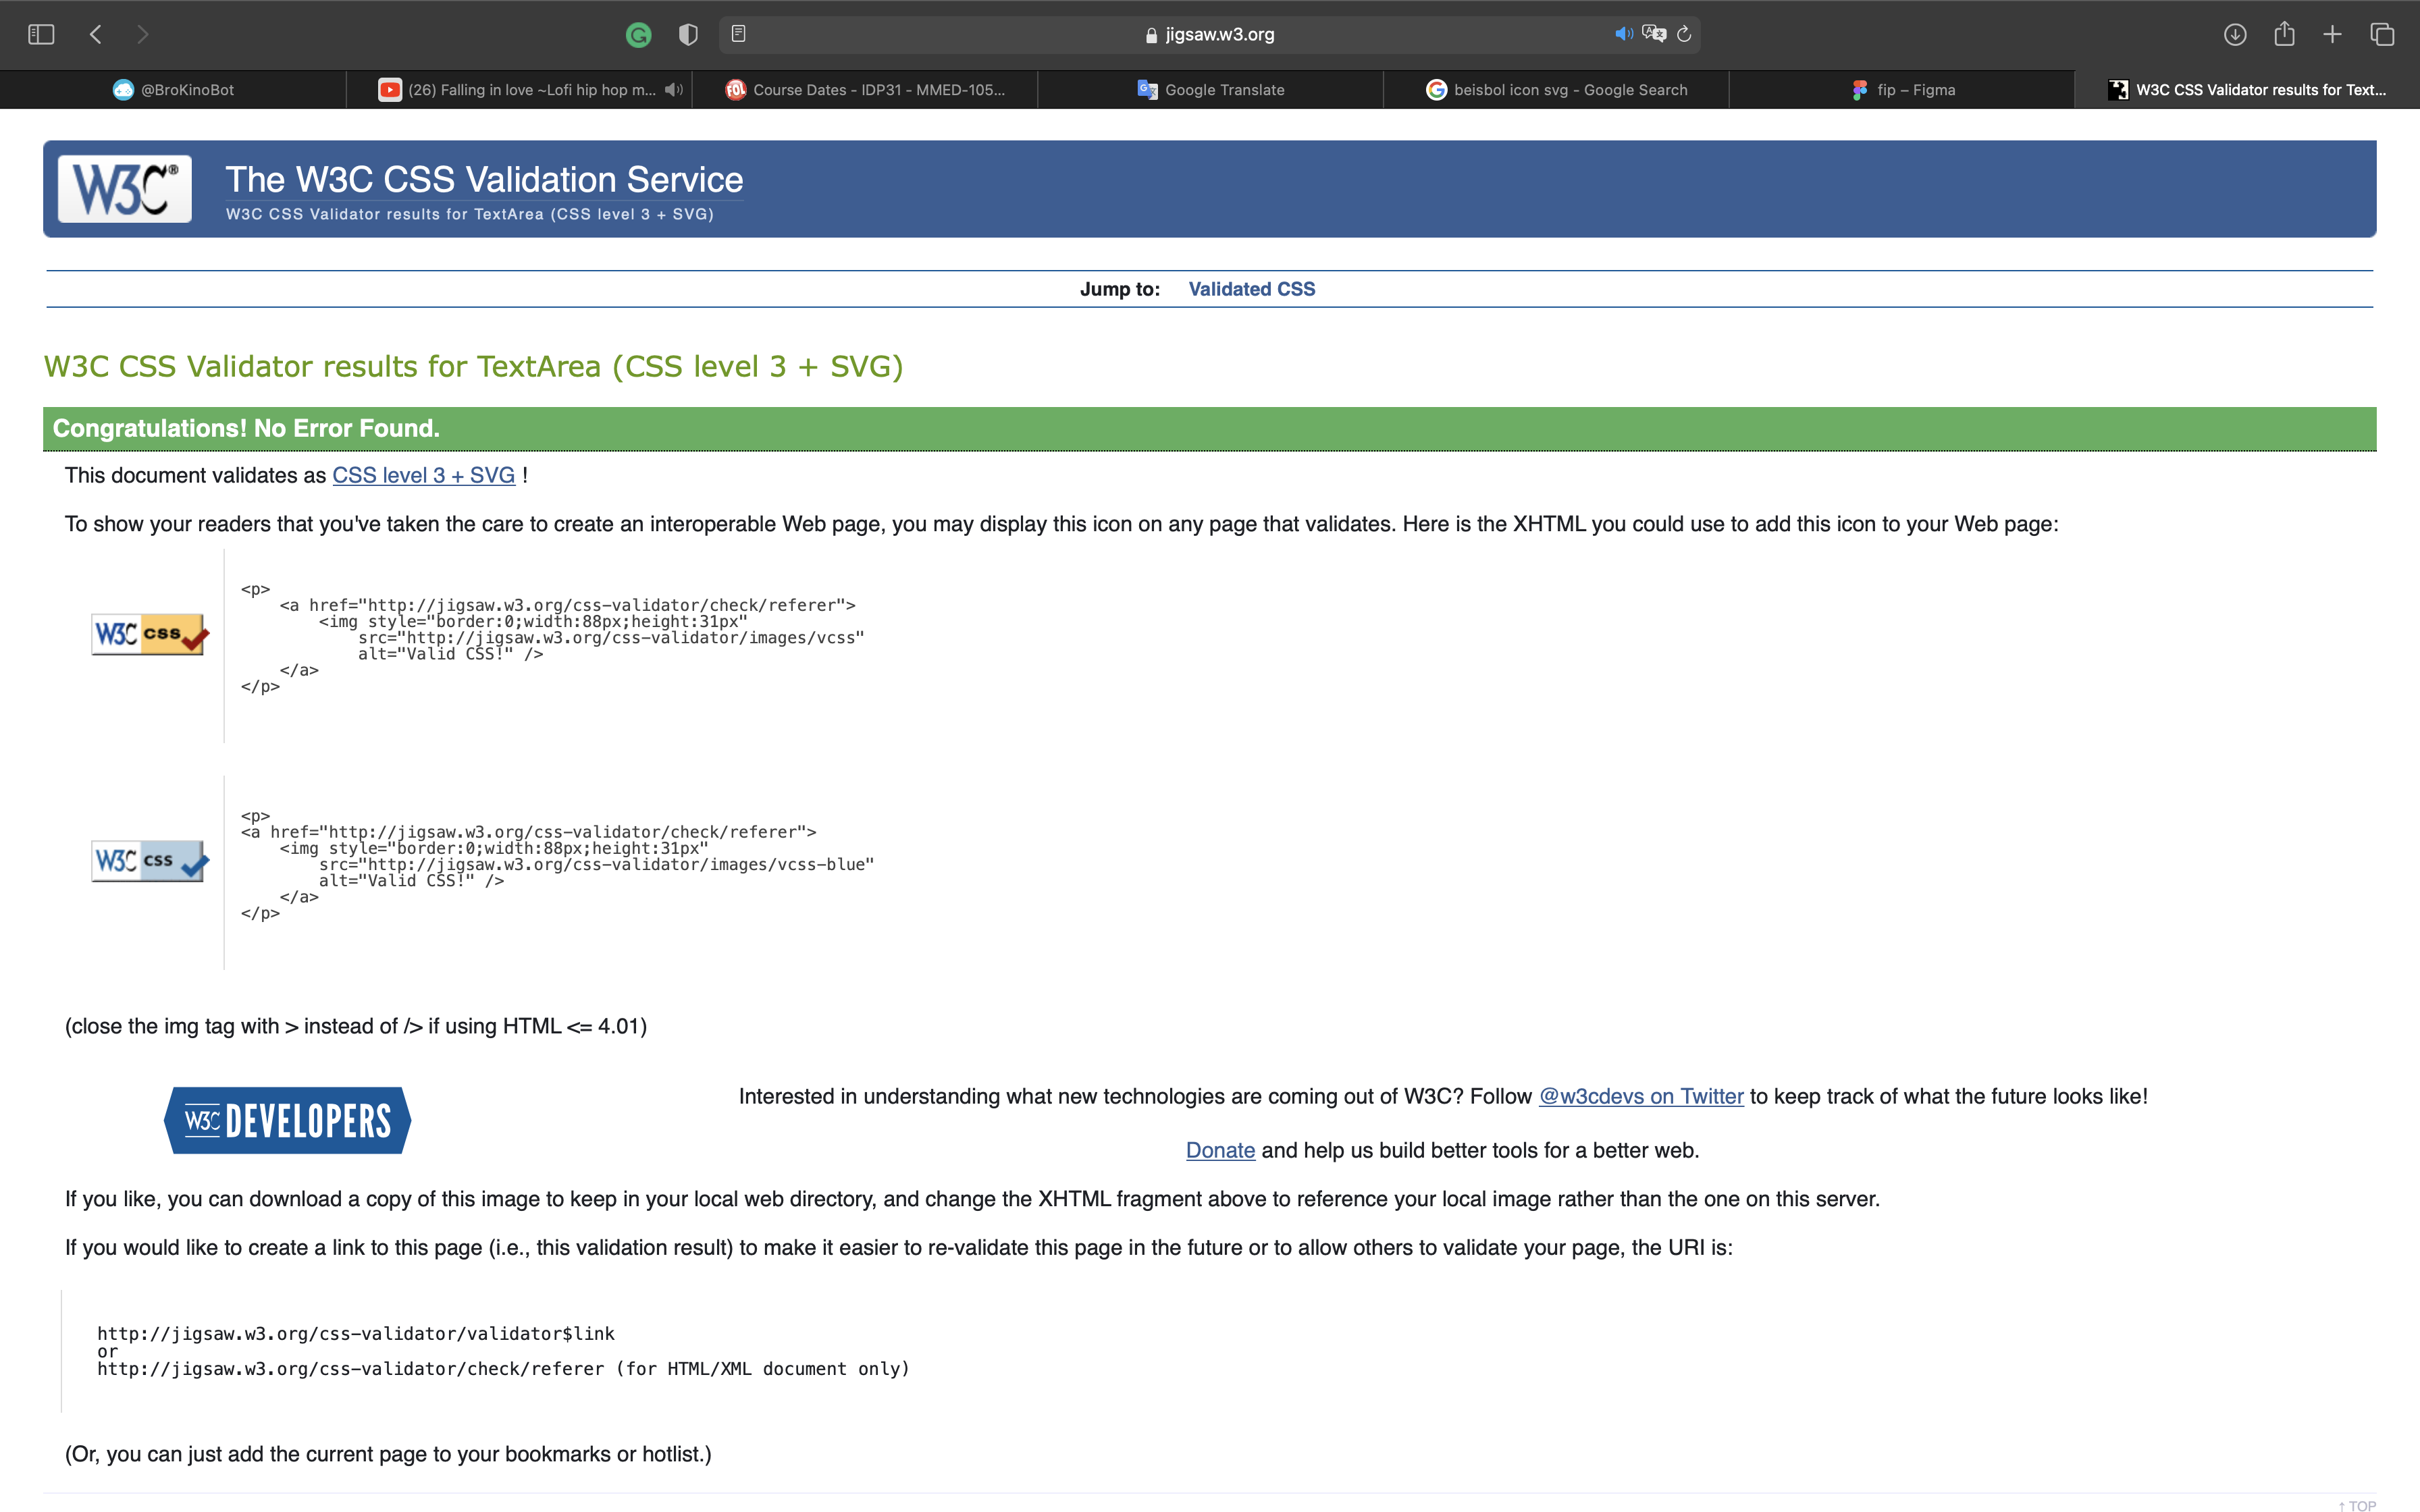 jigsaw.w3.org
@BroKinoBot
(26) Falling in love ~Lofi hip hop m...
FOL Course Dates - IDP31 - MMED-105...
Google Translate
beisbol icon svg - Google Search
fip – Figma
W3C CSS Validator results for Text...
W3C®
The W3C CSS Validation Service
W3C CSS Validator results for TextArea (CSS level 3 + SVG)
Jump to: Validated CSS
W3C CSS Validator results for TextArea (CSS level 3 + SVG)
Congratulations! No Error Found.
This document validates as CSS level 3 + SVG !
To show your readers that you've taken the care to create an interoperable Web page, you may display this icon on any page that validates. Here is the XHTML you could use to add this icon to your Web page:
W3C css
<p>
<a href="http://jigsaw.w3.org/css-validator/check/referer">
<img style="border:0;width:88px;height:31px"
src="http://jigsaw.w3.org/css-validator/images/vcss"
alt="Valid CSS!" />
</a>
</p>
W3C css
<p>
<a href="http://jigsaw.w3.org/css-validator/check/referer">
<img style="border:0;width:88px;height:31px"
src="http://jigsaw.w3.org/css-validator/images/vcss-blue"
alt="Valid CSS!" />
</a>
</p>
(close the img tag with > instead of /> if using HTML <= 4.01)
W3C DEVELOPERS
Interested in understanding what new technologies are coming out of W3C? Follow @w3cdevs on Twitter to keep track of what the future looks like!
Donate and help us build better tools for a better web.
If you like, you can download a copy of this image to keep in your local web directory, and change the XHTML fragment above to reference your local image rather than the one on this server.
If you would like to create a link to this page (i.e., this validation result) to make it easier to re-validate this page in the future or to allow others to validate your page, the URI is:
http://jigsaw.w3.org/css-validator/validator$link
or
http://jigsaw.w3.org/css-validator/check/referer (for HTML/XML document only)
(Or, you can just add the current page to your bookmarks or hotlist.)
↑ TOP